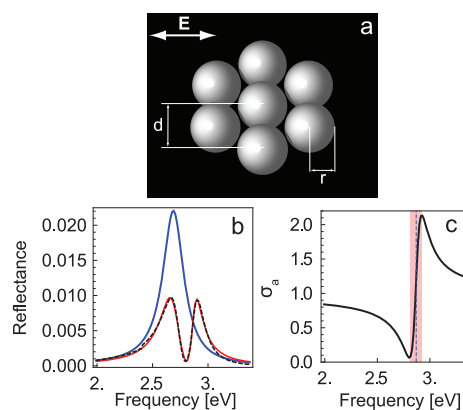 E
a
d
r
b
0.020
0.015
0.010
0.005
0.000
Reflectance
2. 2.5 3.
Frequency [eV]
c
2.0
1.5
1.0
0.5
0.0
σa
2. 2.5 3.
Frequency [eV]